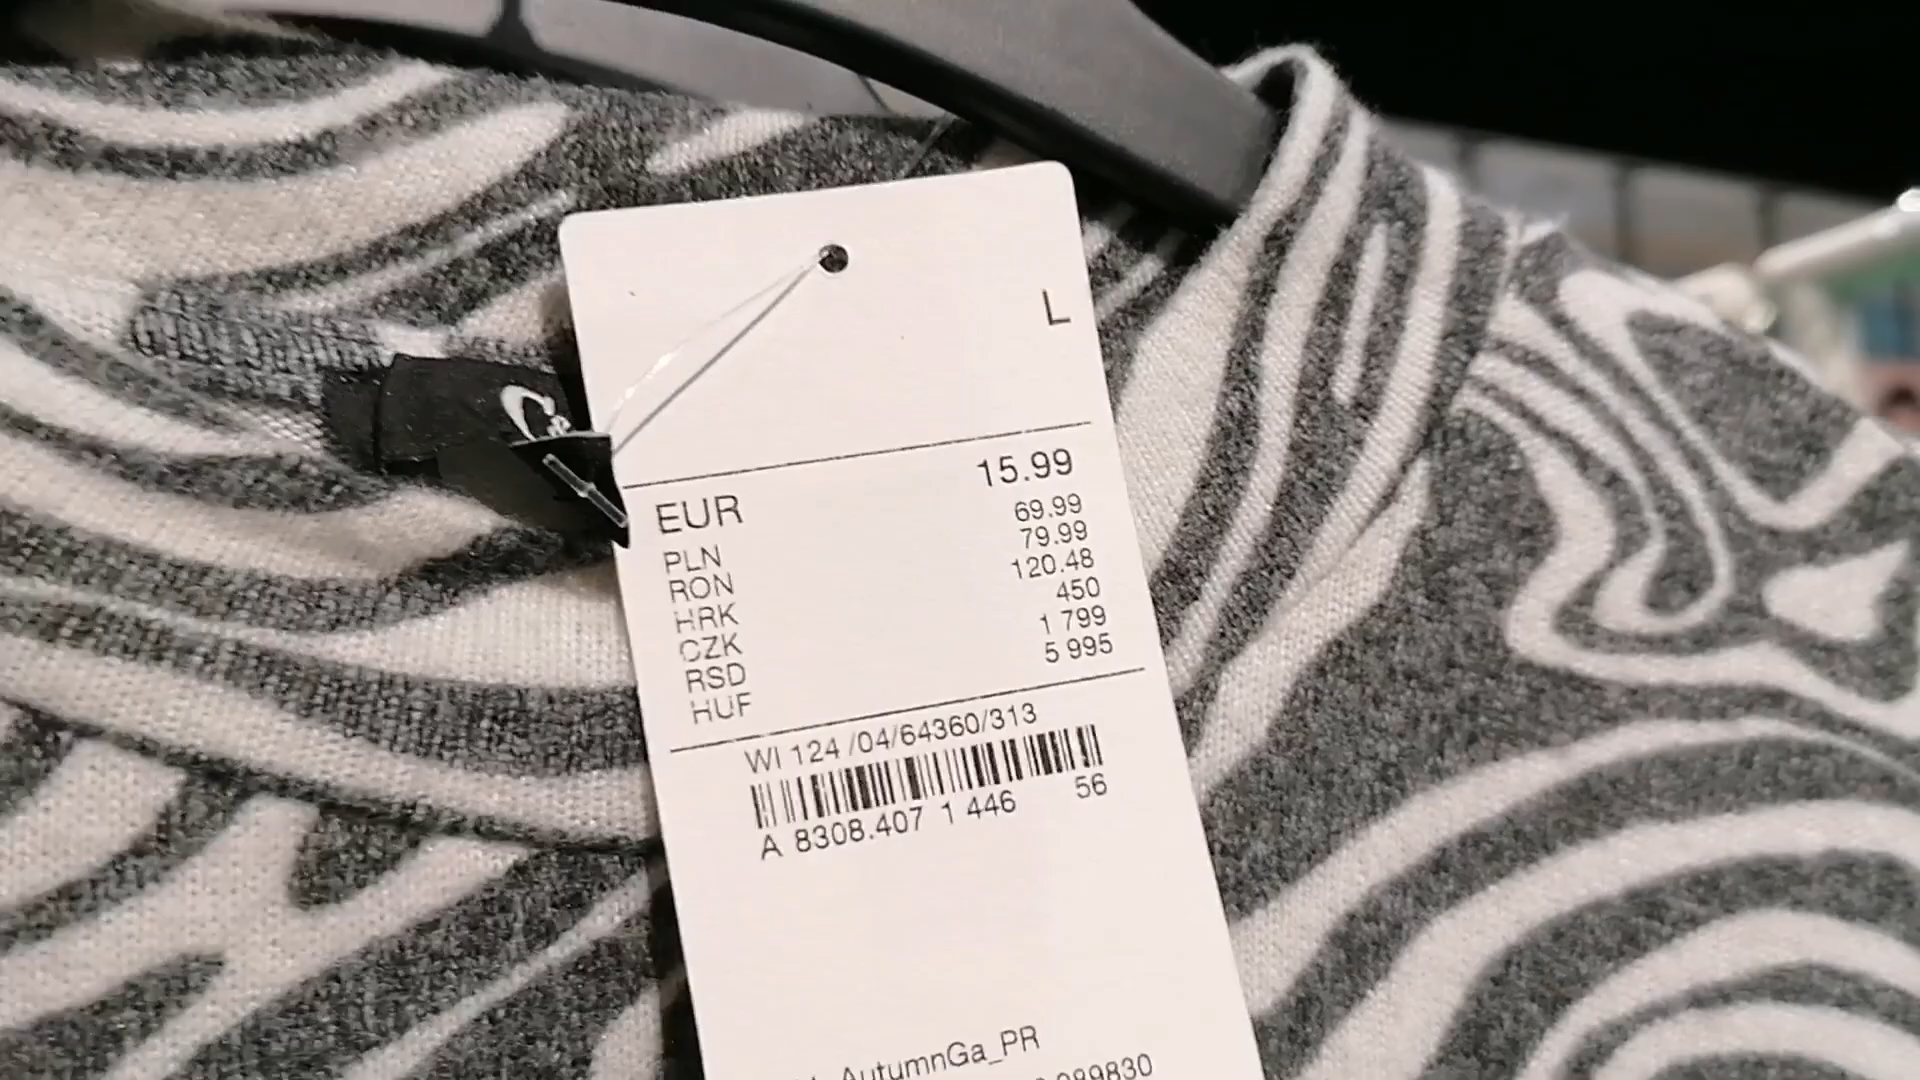 L
EUR 15.99
PLN 69.99
RON 79.99
HRK 120.48
CZK 450
RSD 1 799
HUF 5 995
WI 124 /04/64360/313
A 8308.407 1 446 56
AutumnGa_PR
089830